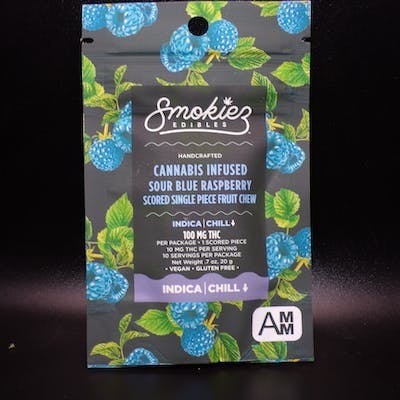 Smokiez
EDIBLES
HANDCRAFTED
CANNABIS INFUSED
SOUR BLUE RASPBERRY
SCORED SINGLE PIECE FRUIT CHEW
INDICA | CHILL
100 MG THC
PER PACKAGE • 1 SCORED PIECE
10 MG THC PER SERVING
10 SERVINGS PER PACKAGE
Net Weight .7 oz, 20 g
• VEGAN • GLUTEN FREE •
INDICA | CHILL
AMM